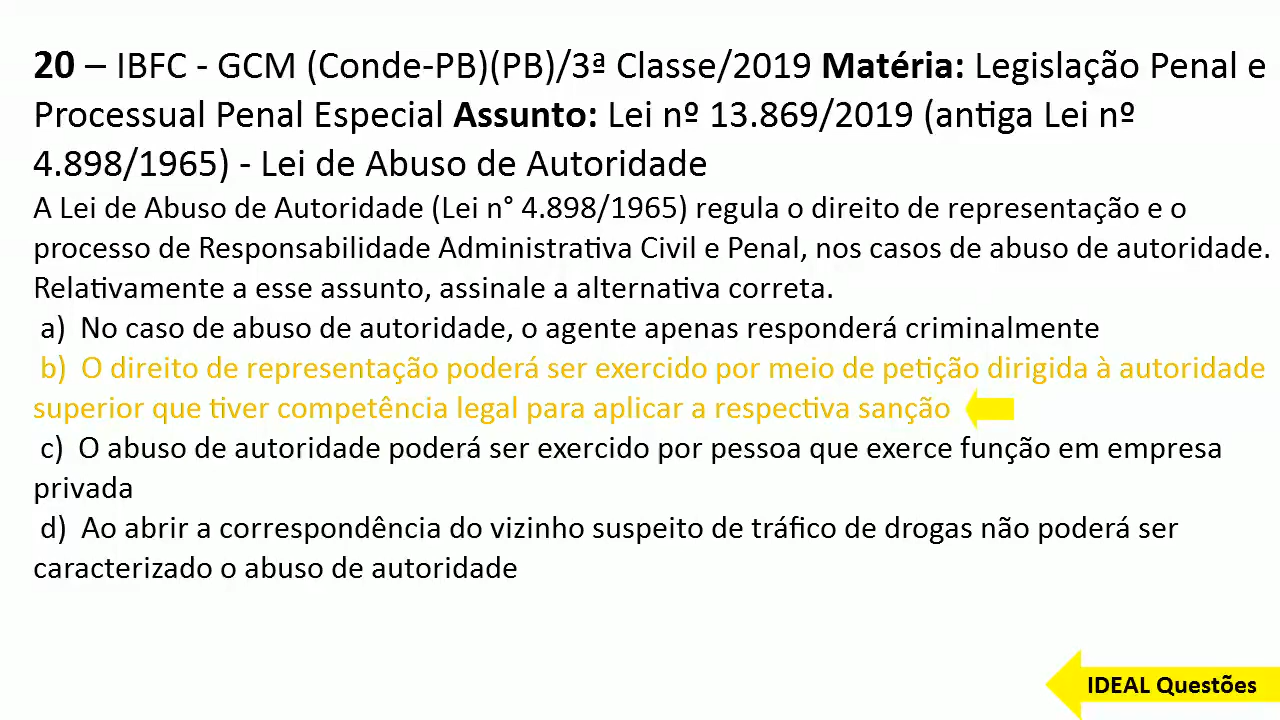 20 – IBFC - GCM (Conde-PB)(PB)/3ª Classe/2019 Matéria: Legislação Penal e
Processual Penal Especial Assunto: Lei nº 13.869/2019 (antiga Lei nº
4.898/1965) - Lei de Abuso de Autoridade
A Lei de Abuso de Autoridade (Lei n° 4.898/1965) regula o direito de representação e o
processo de Responsabilidade Administrativa Civil e Penal, nos casos de abuso de autoridade.
Relativamente a esse assunto, assinale a alternativa correta.
a) No caso de abuso de autoridade, o agente apenas responderá criminalmente
b) O direito de representação poderá ser exercido por meio de petição dirigida à autoridade
superior que tiver competência legal para aplicar a respectiva sanção
c) O abuso de autoridade poderá ser exercido por pessoa que exerce função em empresa
privada
d) Ao abrir a correspondência do vizinho suspeito de tráfico de drogas não poderá ser
caracterizado o abuso de autoridade
IDEAL Questões